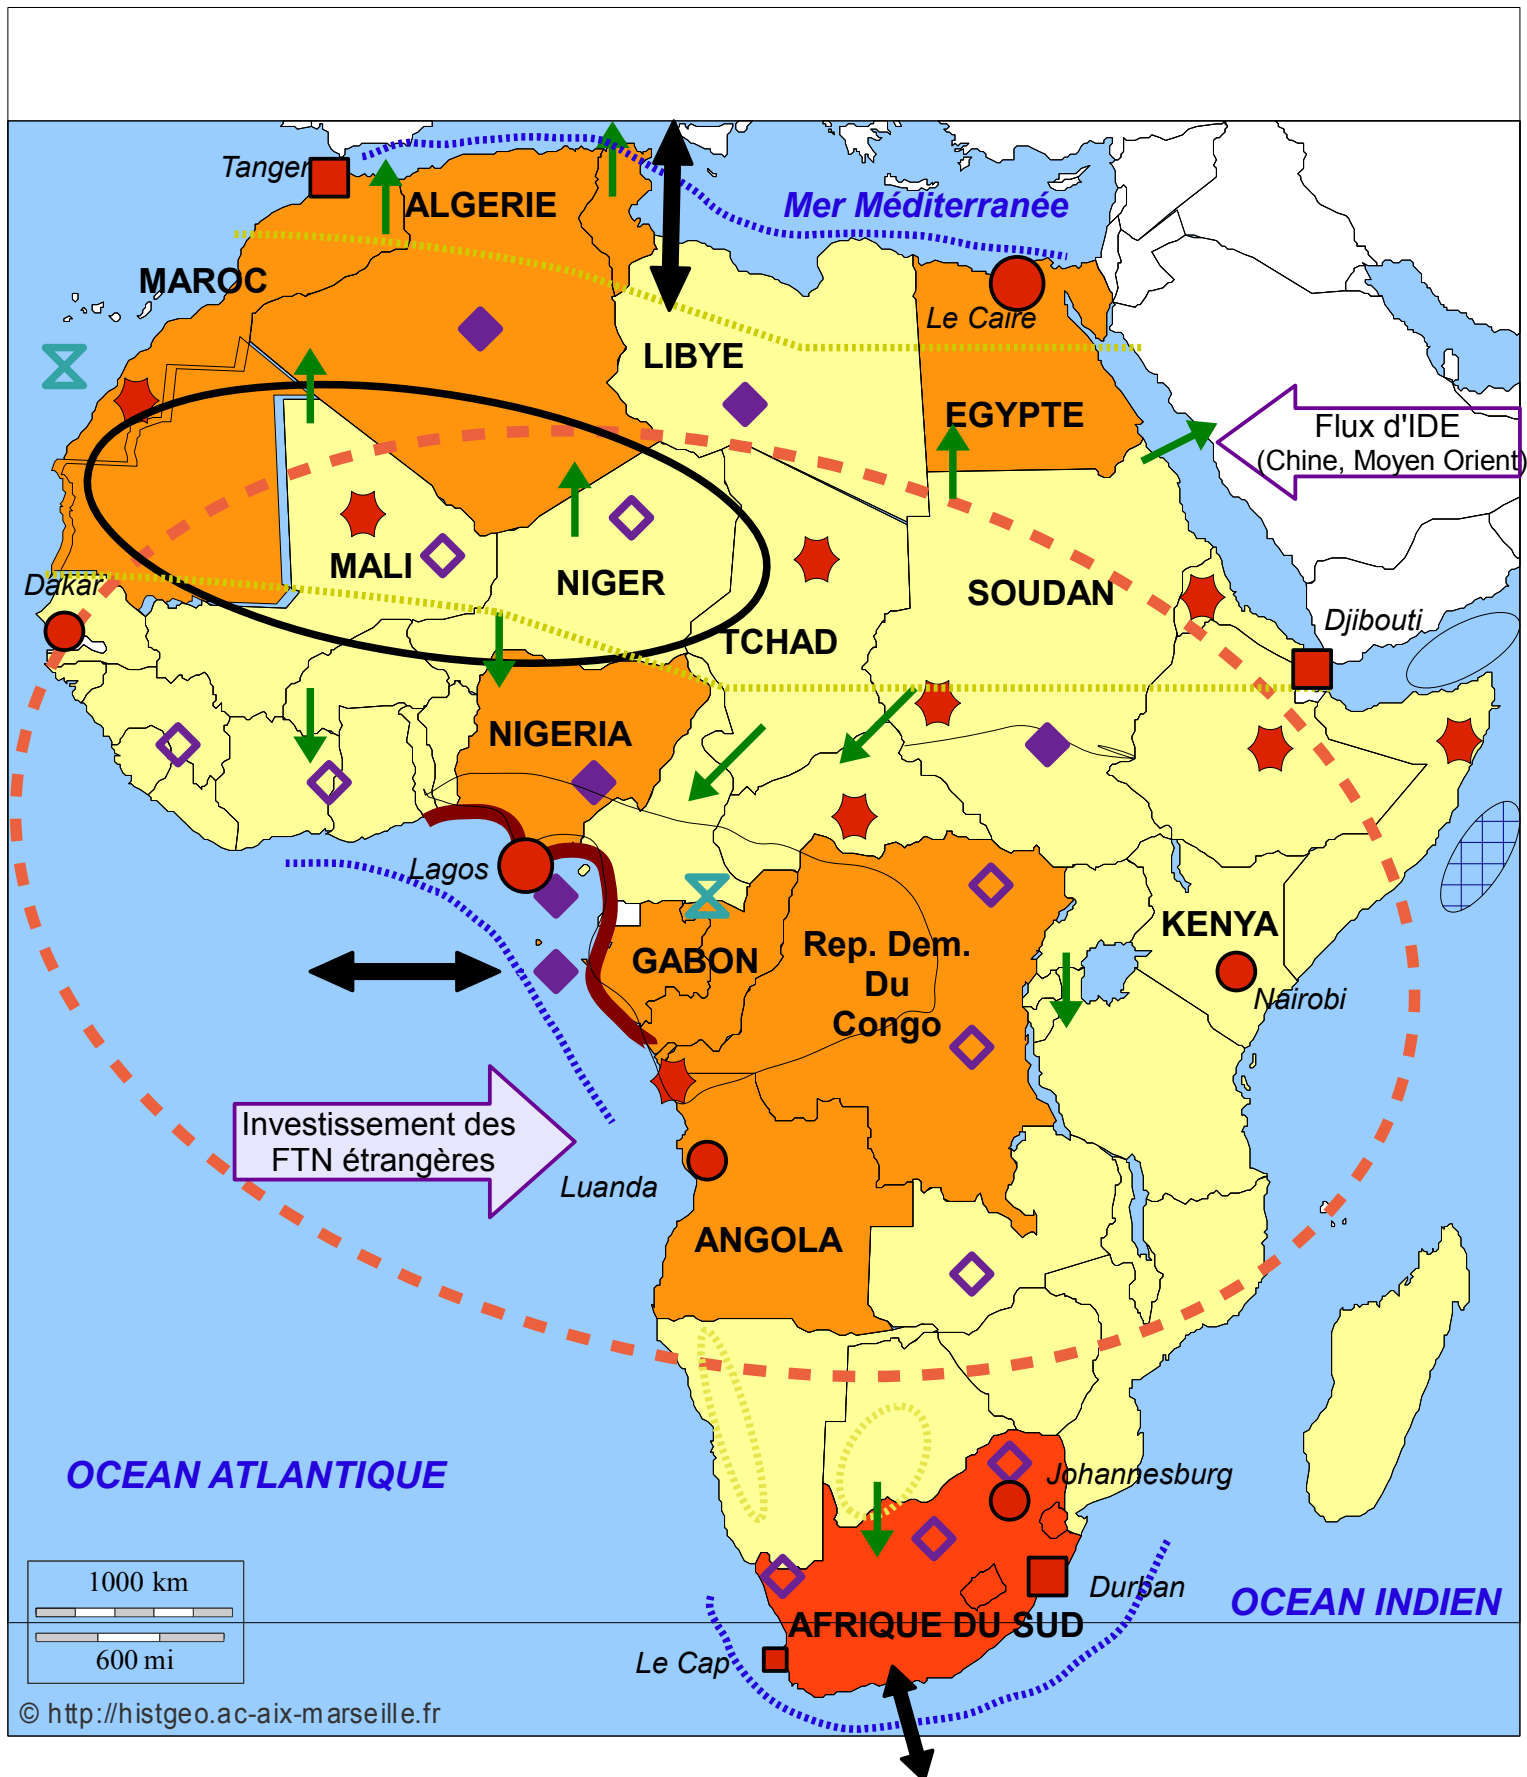 Tanger
ALGERIE
Mer Méditerranée
MAROC
Le Caire
LIBYE
EGYPTE
Flux d'IDE
(Chine, Moyen Orient)
MALI
NIGER
Dakar
SOUDAN
Djibouti
TCHAD
NIGERIA
Lagos
KENYA
GABON
Rep. Dem.
Du
Congo
Nairobi
Investissement des
FTN étrangères
Luanda
ANGOLA
OCEAN ATLANTIQUE
Johannesburg
1000 km
600 mi
Durban
OCEAN INDIEN
AFRIQUE DU SUD
Le Cap
© http://histgeo.ac-aix-marseille.fr